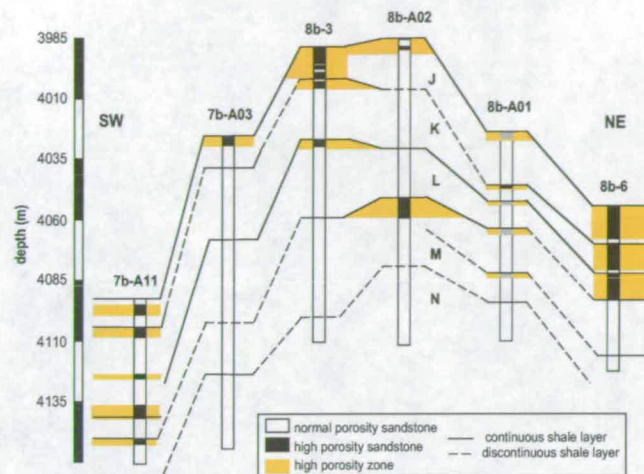 8b-A02
3985
8b-3
J
4010
SW
7b-A03
8b-A01
NE
K
4035
8b-6
L
depth (m)
4060
M
7b-A11
4085
N
4110
4135
normal porosity sandstone
high porosity sandstone
high porosity zone
continuous shale layer
discontinuous shale layer